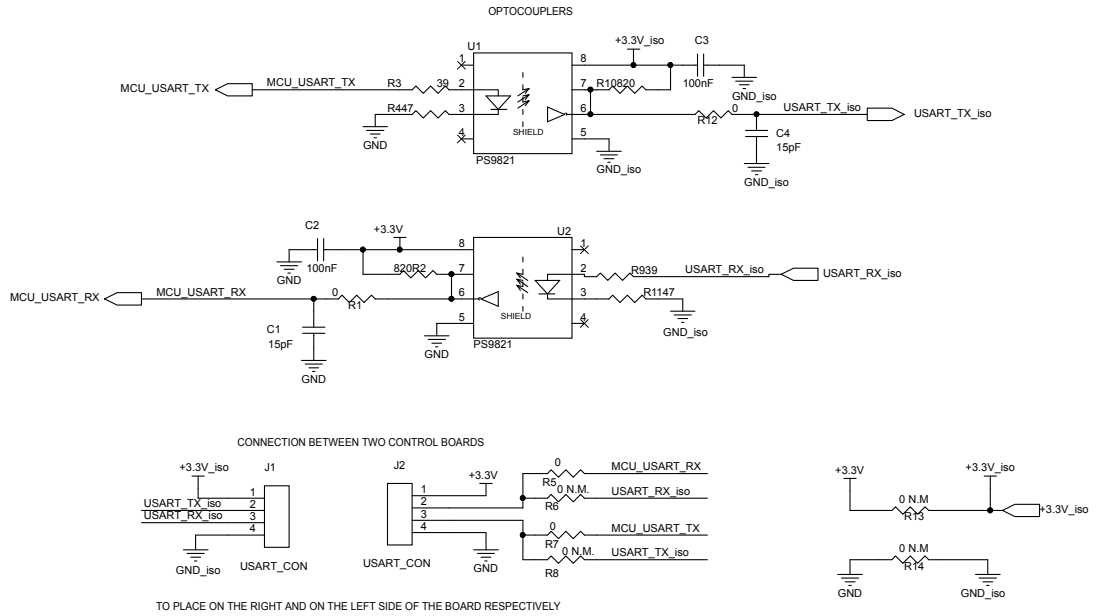 OPTOCOUPLERS
U1
+3.3V_iso
C3
1
8
100nF
GND_iso
MCU_USART_TX
MCU_USART_TX
R3
39
2
7
R10820
R447
3
6
R12
0
USART_TX_iso
USART_TX_iso
GND
4
SHIELD
5
PS9821
GND_iso
C4
15pF
GND_iso
C2
+3.3V
U2
8
1
100nF
GND
820R2
7
2
R939
USART_RX_iso
USART_RX_iso
MCU_USART_RX
MCU_USART_RX
0
R1
6
3
R1147
SHIELD
5
4
GND_iso
C1
15pF
GND
PS9821
GND
CONNECTION BETWEEN TWO CONTROL BOARDS
+3.3V_iso
J1
1
USART_TX_iso
2
USART_RX_iso
3
4
GND_iso
USART_CON
J2
+3.3V
1
2
3
4
USART_CON
GND
0
MCU_USART_RX
R5
0 N.M.
USART_RX_iso
R6
0
MCU_USART_TX
R7
0 N.M.
USART_TX_iso
R8
+3.3V
+3.3V_iso
0 N.M
R13
+3.3V_iso
0 N.M
R14
GND
GND_iso
TO PLACE ON THE RIGHT AND ON THE LEFT SIDE OF THE BOARD RESPECTIVELY